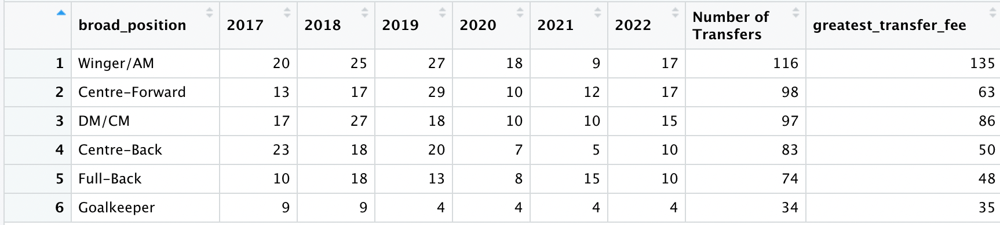 broad_position 2017 2018 2019 2020 2021 2022 Number of Transfers greatest_transfer_fee
1 Winger/AM 20 25 27 18 9 17 116 135
2 Centre-Forward 13 17 29 10 12 17 98 63
3 DM/CM 17 27 18 10 10 15 97 86
4 Centre-Back 23 18 20 7 5 10 83 50
5 Full-Back 10 18 13 8 15 10 74 48
6 Goalkeeper 9 9 4 4 4 4 34 35